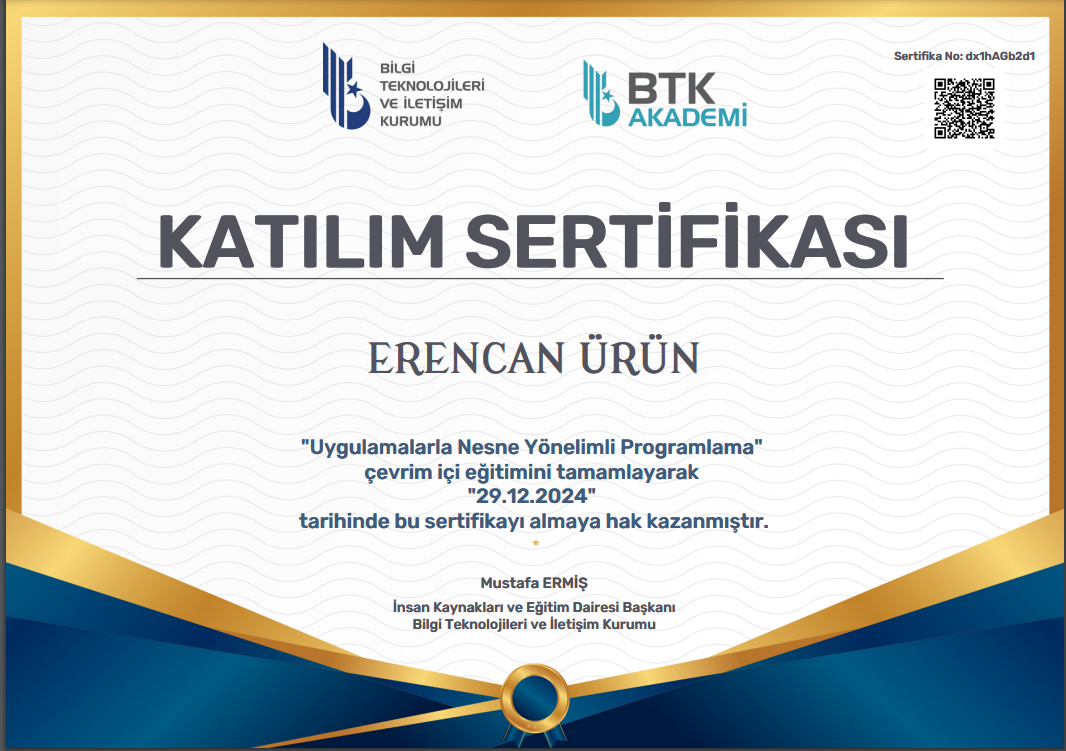 BİLGİ
TEKNOLOJİLERİ
VE İLETİŞİM
KURUMU
BTK
AKADEMİ
Sertifika No: dx1hAGb2d1
KATILIM SERTİFİKASI
ERENCAN ÜRÜN
"Uygulamalarla Nesne Yönelimli Programlama"
çevrim içi eğitimini tamamlayarak
"29.12.2024"
tarihinde bu sertifikayı almaya hak kazanmıştır.
Mustafa ERMİŞ
İnsan Kaynakları ve Eğitim Dairesi Başkanı
Bilgi Teknolojileri ve İletişim Kurumu